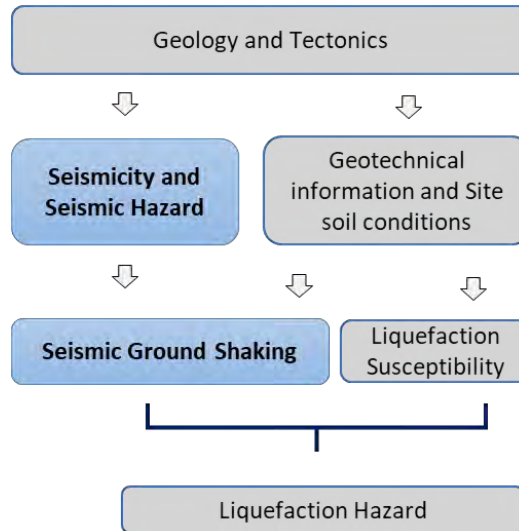 Geology and Tectonics
Seismicity and
Seismic Hazard
Geotechnical
information and Site
soil conditions
Seismic Ground Shaking
Liquefaction
Susceptibility
Liquefaction Hazard